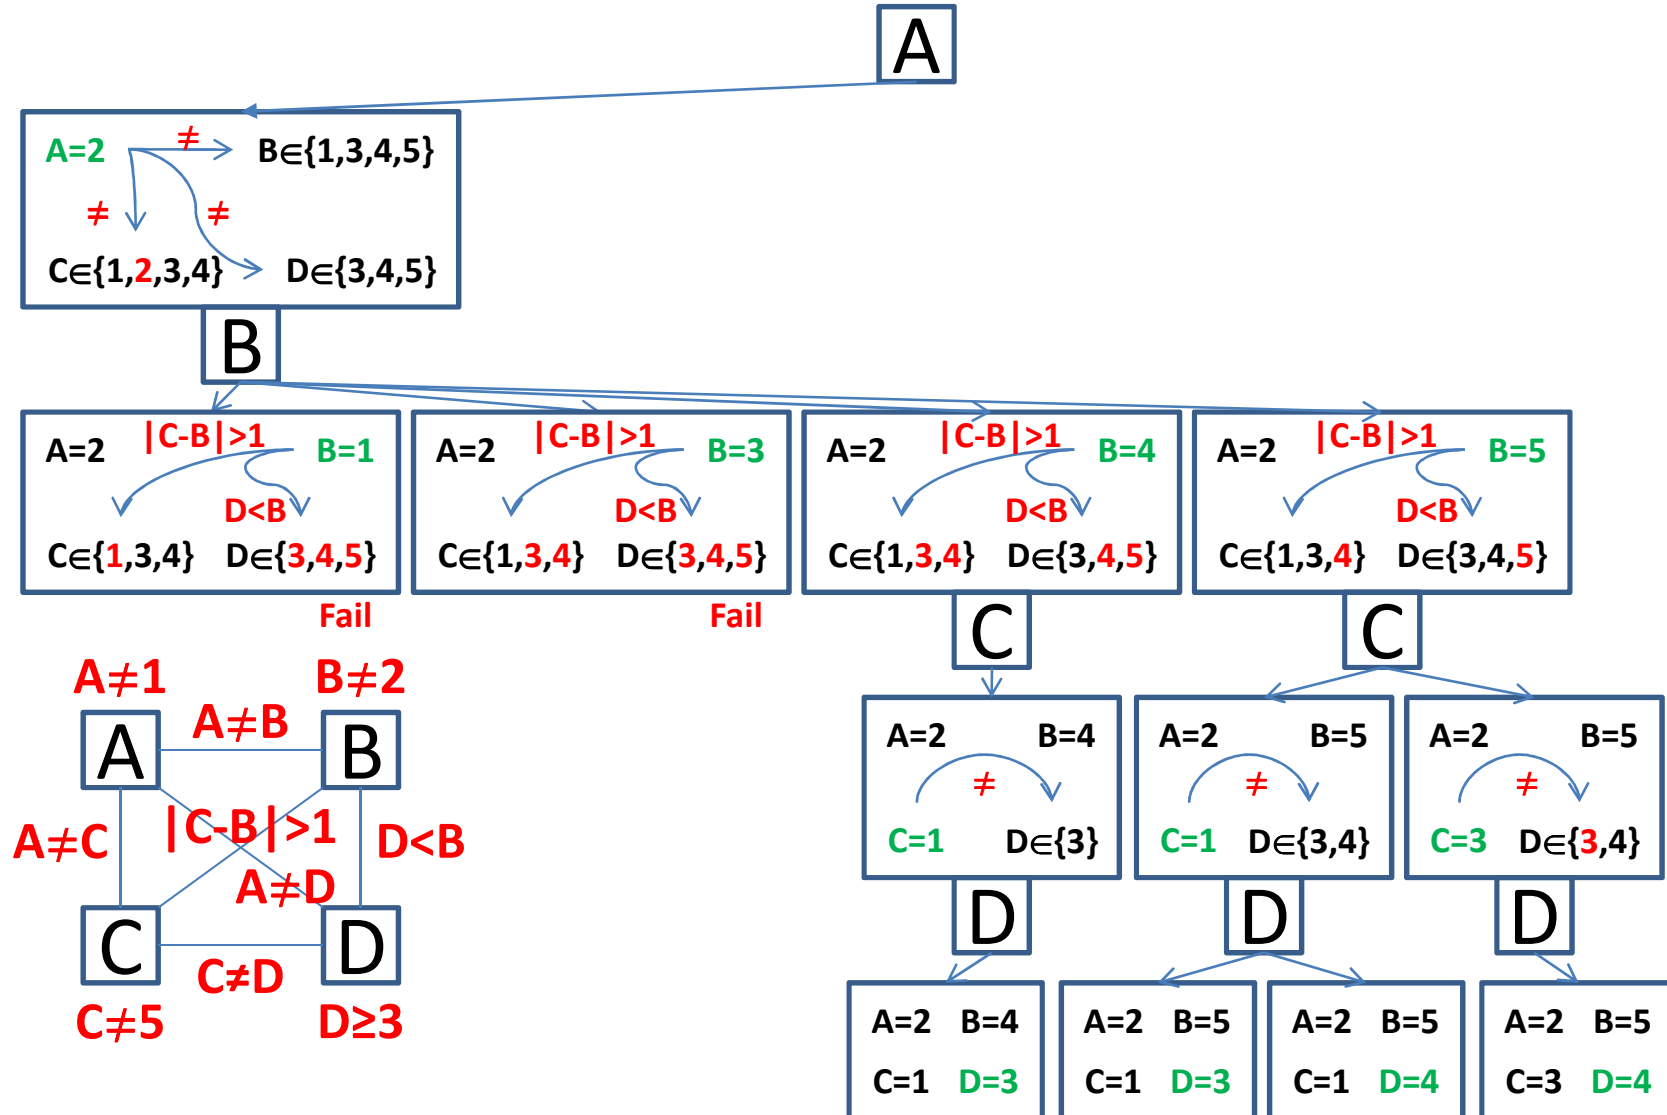 A
A=2 ≠ B∈{1,3,4,5}
≠ ≠
C∈{1,2,3,4} D∈{3,4,5}
B
A=2 |C-B|>1 B=1
D<B
C∈{1,3,4} D∈{3,4,5}
Fail
A=2 |C-B|>1 B=3
D<B
C∈{1,3,4} D∈{3,4,5}
Fail
A=2 |C-B|>1 B=4
D<B
C∈{1,3,4} D∈{3,4,5}
A=2 |C-B|>1 B=5
D<B
C∈{1,3,4} D∈{3,4,5}
C
C
A≠1 B≠2
A≠B
A B
A≠C |C-B|>1 D<B
A≠D
C D
C≠D
C≠5 D≥3
A=2 B=4
≠
C=1 D∈{3}
A=2 B=5
≠
C=1 D∈{3,4}
A=2 B=5
≠
C=3 D∈{3,4}
D
D
D
A=2 B=4
C=1 D=3
A=2 B=5
C=1 D=3
A=2 B=5
C=1 D=4
A=2 B=5
C=3 D=4